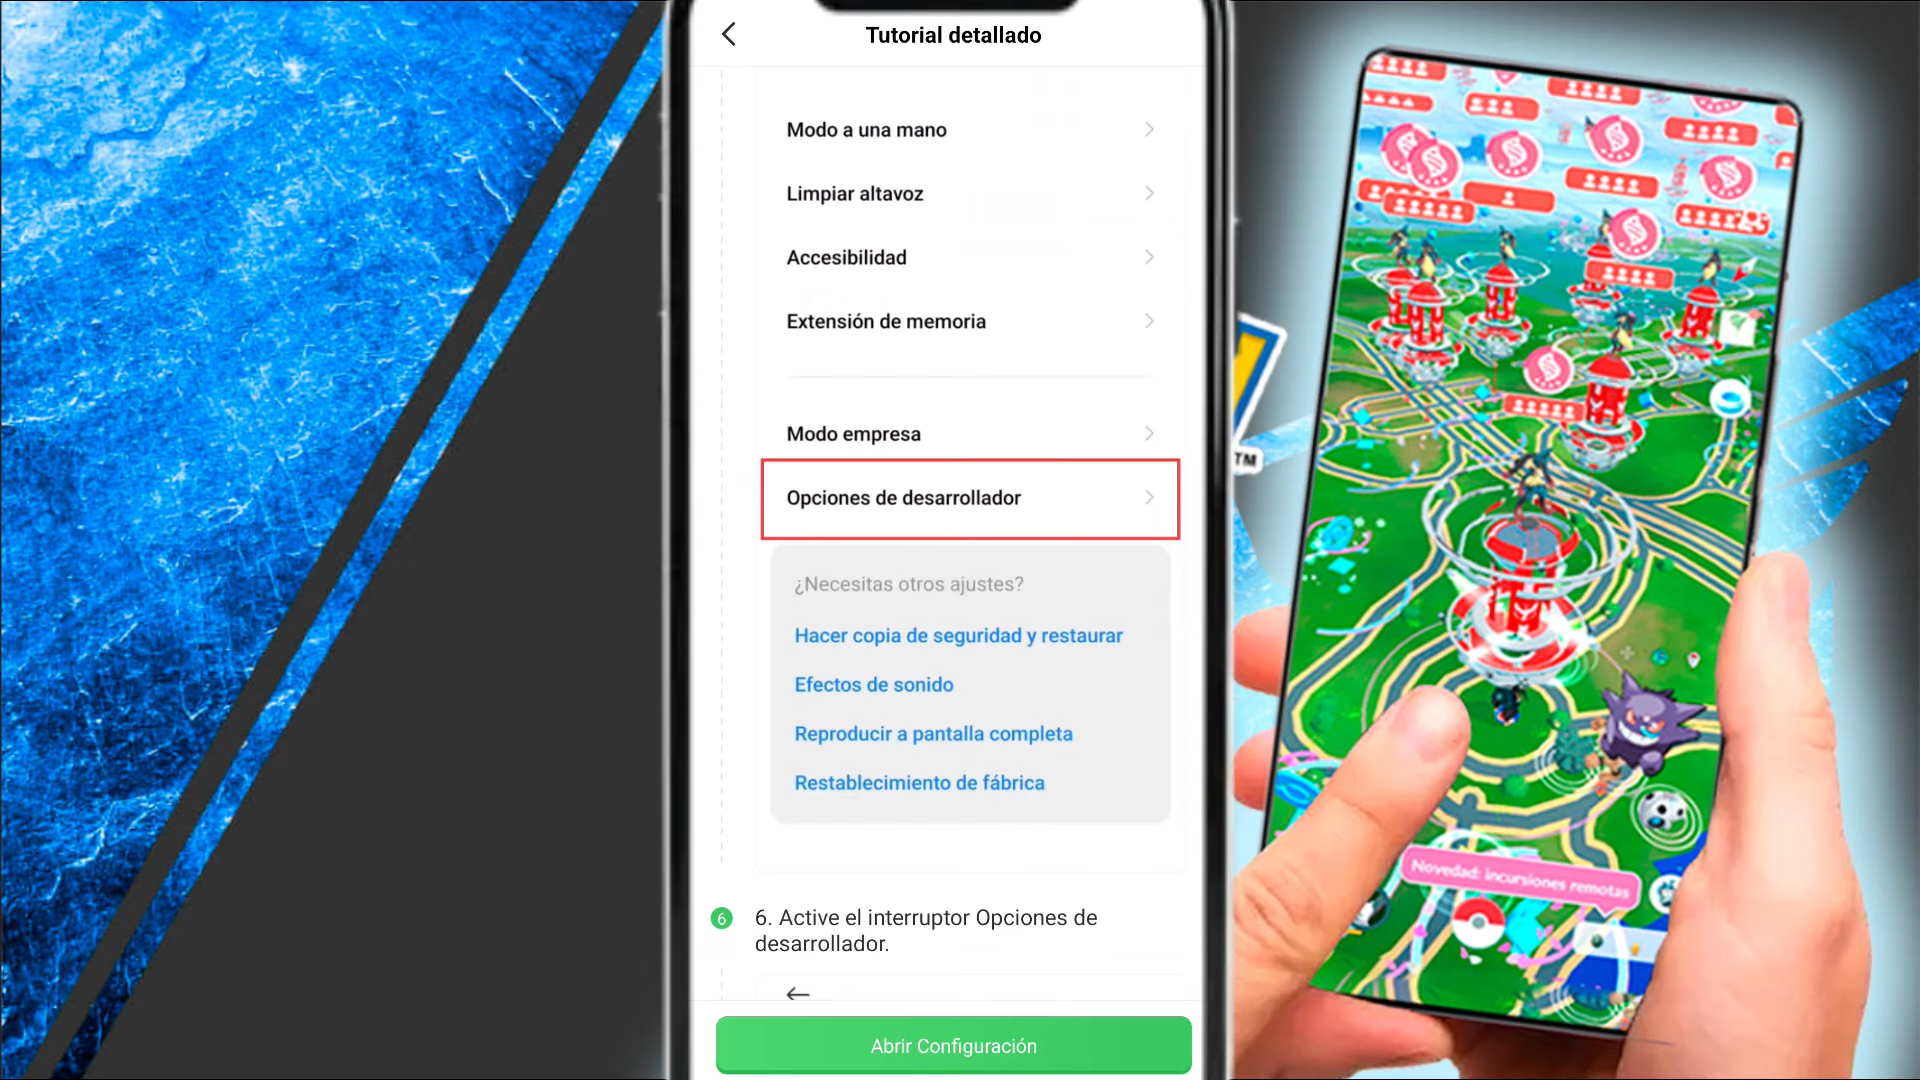 Tutorial detallado
Modo a una mano
Limpiar altavoz
Accesibilidad
Extensión de memoria
Modo empresa
Opciones de desarrollador
¿Necesitas otros ajustes?
Hacer copia de seguridad y restaurar
Efectos de sonido
Reproducir a pantalla completa
Restablecimiento de fábrica
6
6. Active el interruptor Opciones de
desarrollador.
Abrir Configuración
TM
Novedad: incursiones remotas